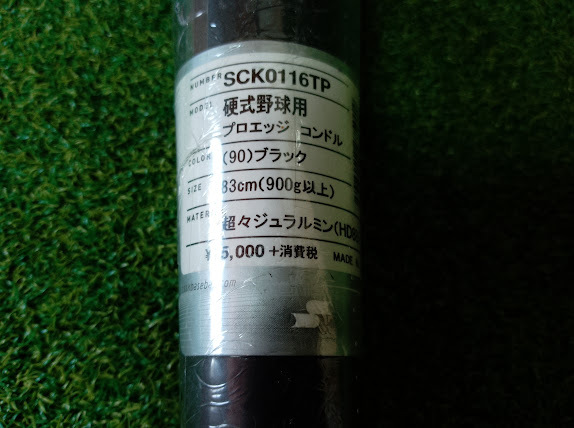 NUMBER SCK0116TP
MODEL 硬式野球用
プロエッジ コンドル
COLOR (90)ブラック
SIZE 83cm(900g以上)
超々ジュラルミン(HD
5,000 +消費税 MADE